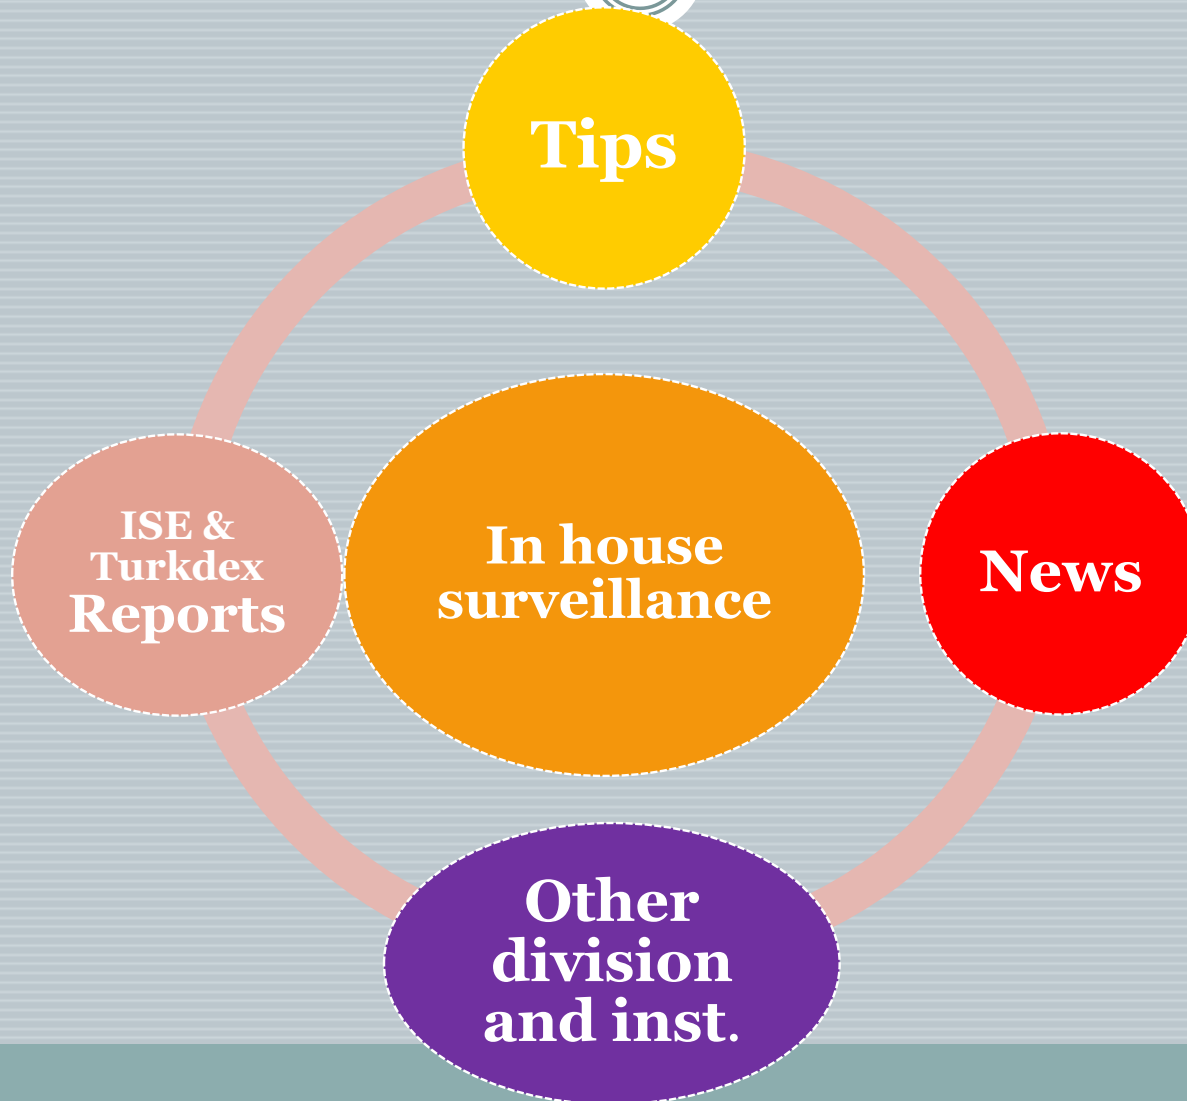 Tips
ISE &
Turkdex
Reports
In house
surveillance
News
Other
division
and inst.